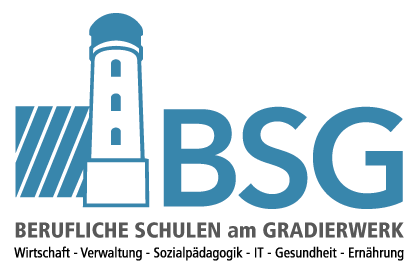 BSG
BERUFLICHE SCHULEN am GRADIERWERK
Wirtschaft - Verwaltung - Sozialpädagogik - IT - Gesundheit - Ernährung